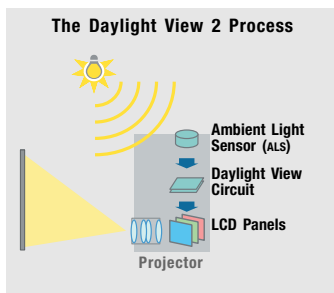 The Daylight View 2 Process
Ambient Light
Sensor (ALS)
Daylight View
Circuit
LCD Panels
Projector